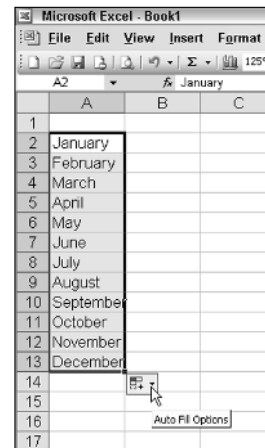 Microsoft Excel - Book1
File Edit View Insert Format
Σ 125%
A2 fx January
A B C
1
2 January
3 February
4 March
5 April
6 May
7 June
8 July
9 August
10 September
11 October
12 November
13 December
14
15
16 Auto Fill Options
17